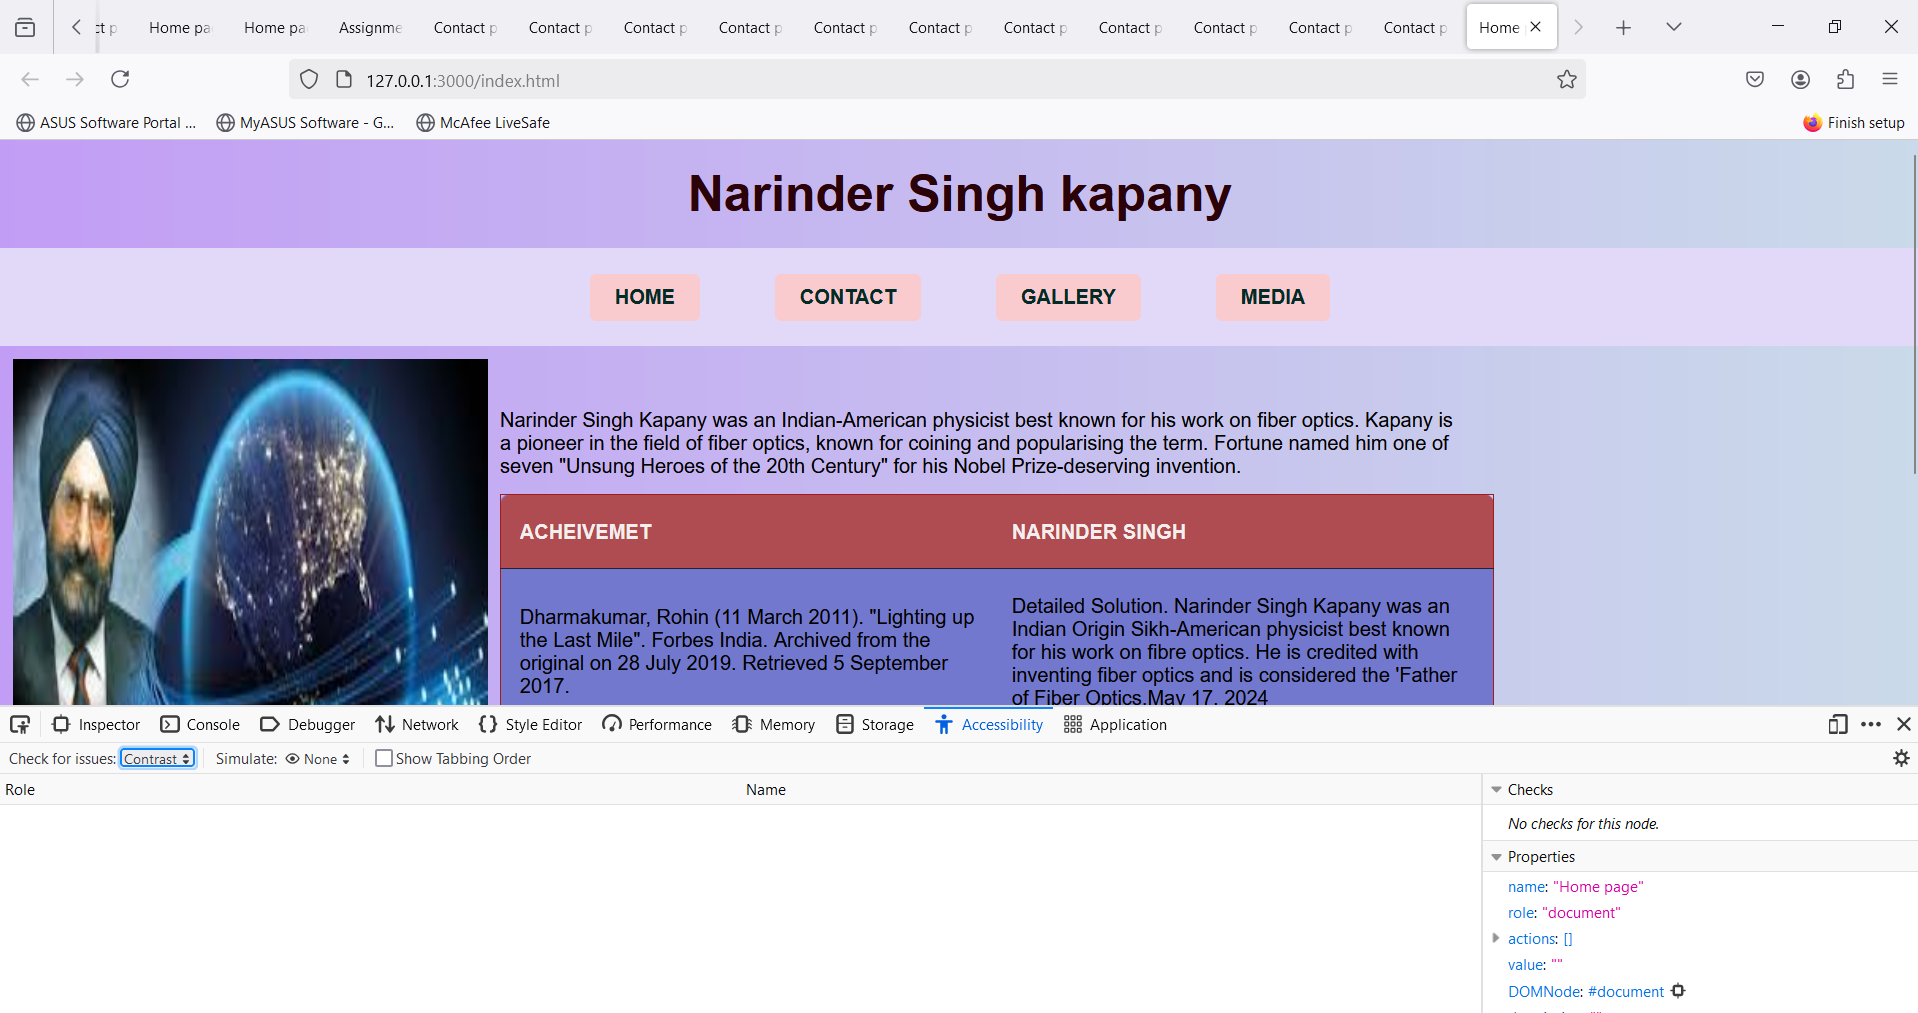 ct p
Home pa
Home pa
Assignme
Contact p
Contact p
Contact p
Contact p
Contact p
Contact p
Contact p
Contact p
Contact p
Contact p
Contact p
Home
127.0.0.1:3000/index.html
ASUS Software Portal ...
MyASUS Software - G...
McAfee LiveSafe
Finish setup
Narinder Singh kapany
HOME
CONTACT
GALLERY
MEDIA
Narinder Singh Kapany was an Indian-American physicist best known for his work on fiber optics. Kapany is
a pioneer in the field of fiber optics, known for coining and popularising the term. Fortune named him one of
seven "Unsung Heroes of the 20th Century" for his Nobel Prize-deserving invention.
ACHEIVEMET
NARINDER SINGH
Dharmakumar, Rohin (11 March 2011). "Lighting up
the Last Mile". Forbes India. Archived from the
original on 28 July 2019. Retrieved 5 September
2017.
Detailed Solution. Narinder Singh Kapany was an
Indian Origin Sikh-American physicist best known
for his work on fibre optics. He is credited with
inventing fiber optics and is considered the 'Father
of Fiber Optics.May 17, 2024
Inspector
Console
Debugger
Network
Style Editor
Performance
Memory
Storage
Accessibility
Application
Check for issues: Contrast
Simulate: None
Show Tabbing Order
Role
Name
Checks
No checks for this node.
Properties
name: "Home page"
role: "document"
actions: []
value: ""
DOMNode: #document